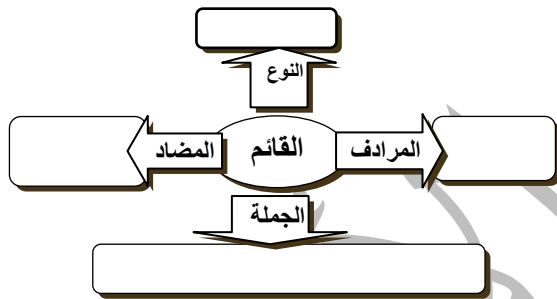 النوع
المرادف
القائم
المضاد
الجملة